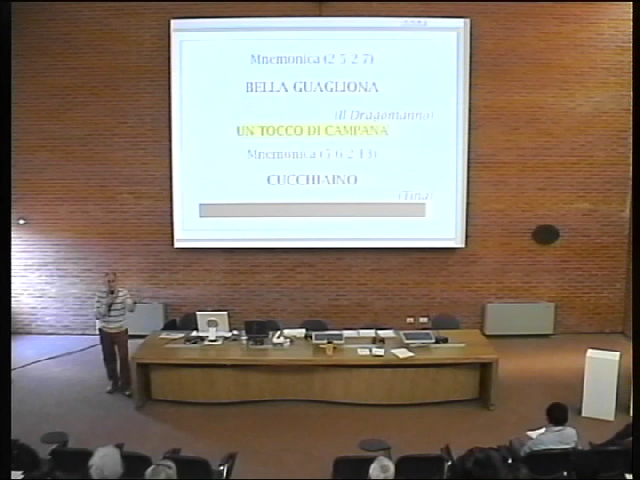 Mnemonica (2 5 2 7)
BELLA GUAGLIONA
(Il Dragomanno)
UN TOCCO DI CAMPANA
Mnemonica (5 6 2 13)
CUCCHIAINO
(Tina)